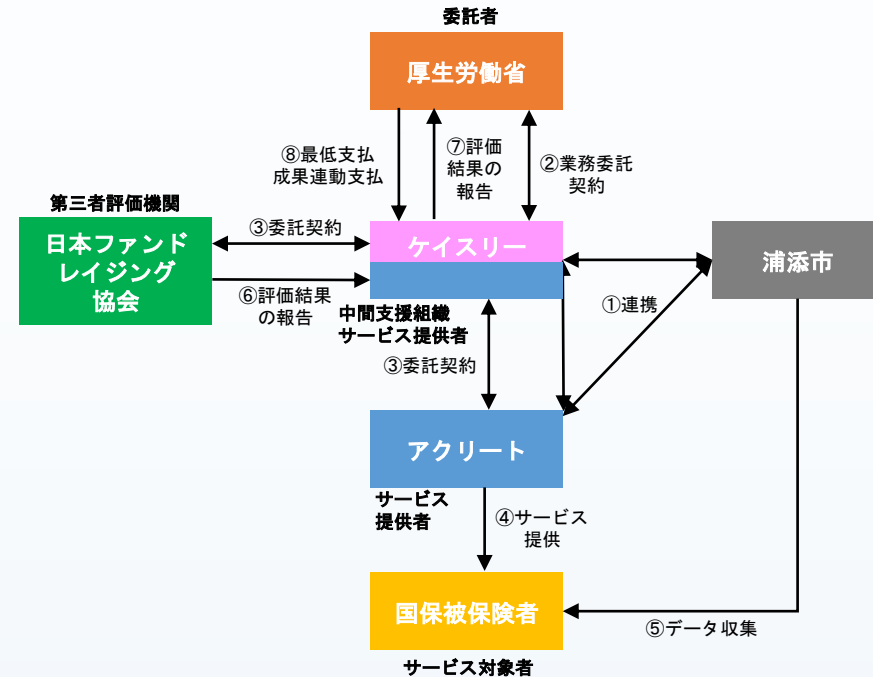 委託者
厚生労働省
⑧最低支払
成果連動支払
⑦評価
結果の
報告
②業務委託
契約
第三者評価機関
日本ファンド
レイジング
協会
③委託契約
⑥評価結果
の報告
ケイスリー
中間支援組織
サービス提供者
浦添市
①連携
③委託契約
アクリート
サービス
提供者
④サービス
提供
国保被保険者
⑤データ収集
サービス対象者